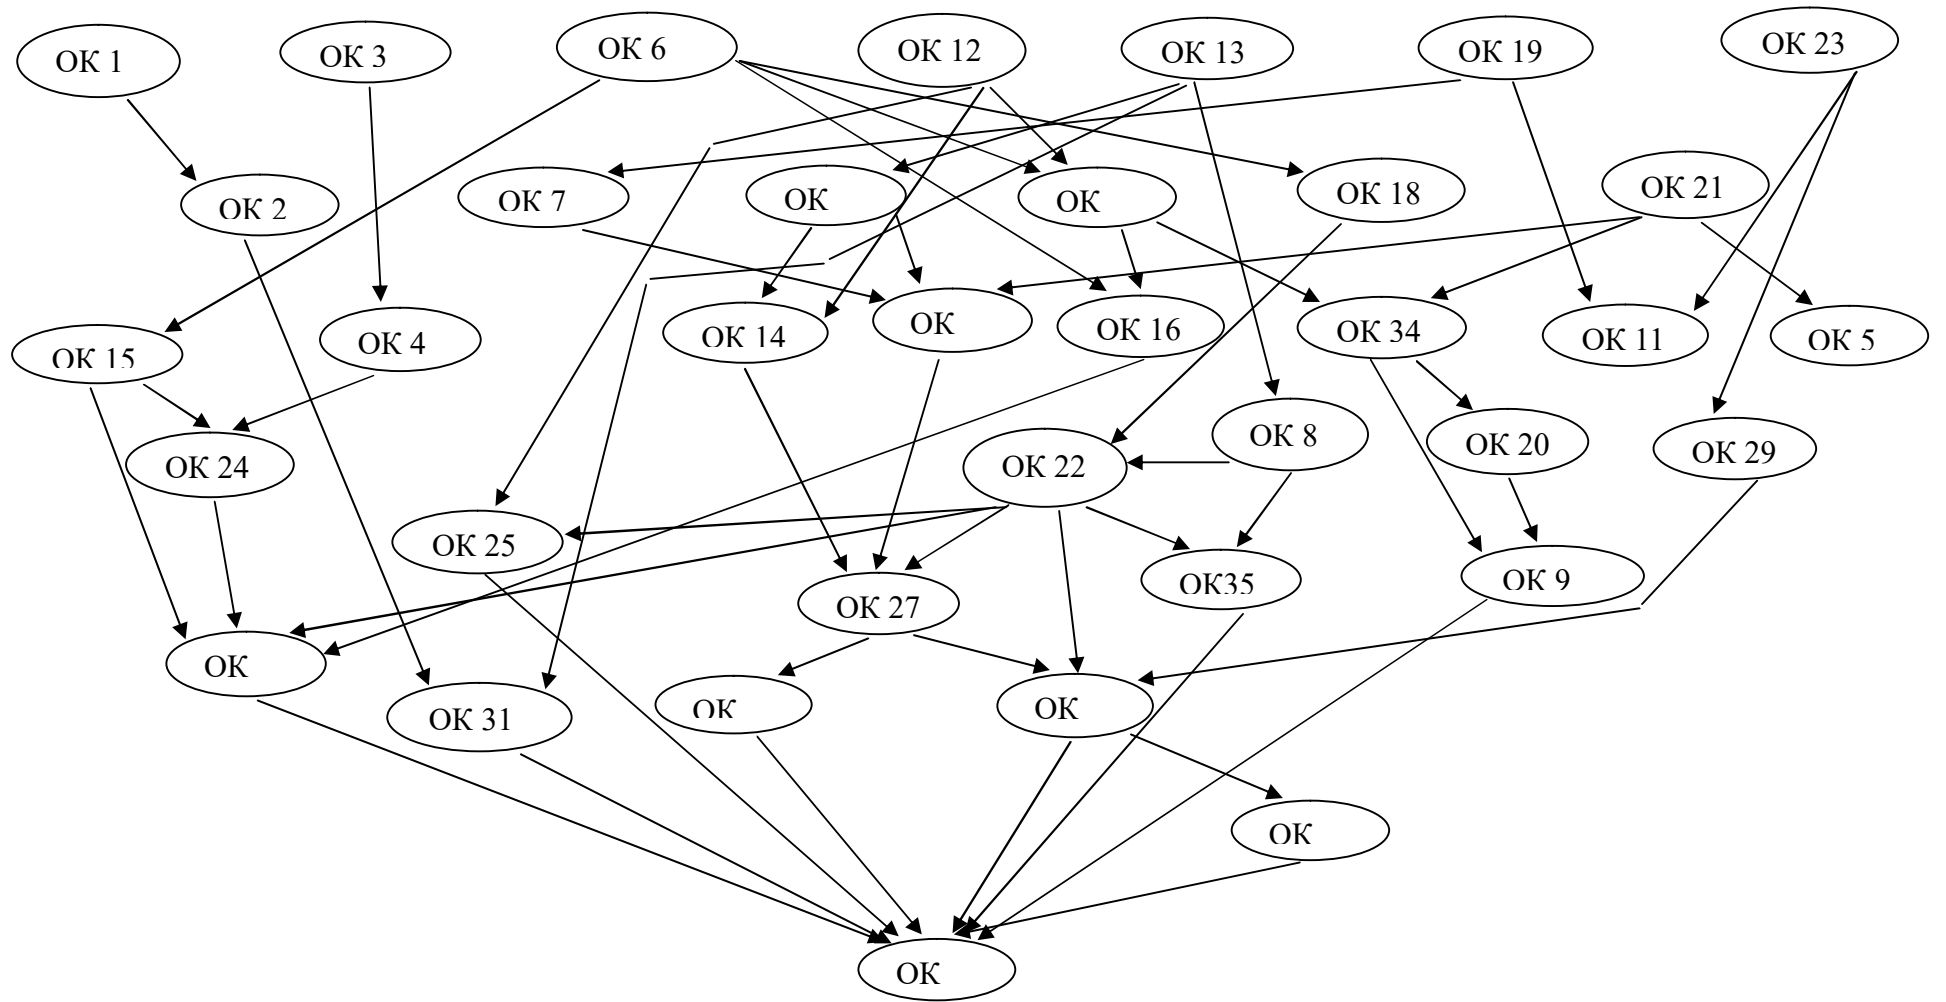 ОК 1
ОК 3
ОК 6
ОК 12
ОК 13
ОК 19
ОК 23
ОК 2
ОК 7
ОК
ОК
ОК 18
ОК 21
ОК 15
ОК 4
ОК 14
ОК
ОК 16
ОК 34
ОК 11
ОК 5
ОК 24
ОК 25
ОК 22
ОК 8
ОК 20
ОК 29
ОК 27
ОК35
ОК 9
ОК
ОК 31
ОК
ОК
ОК
ОК